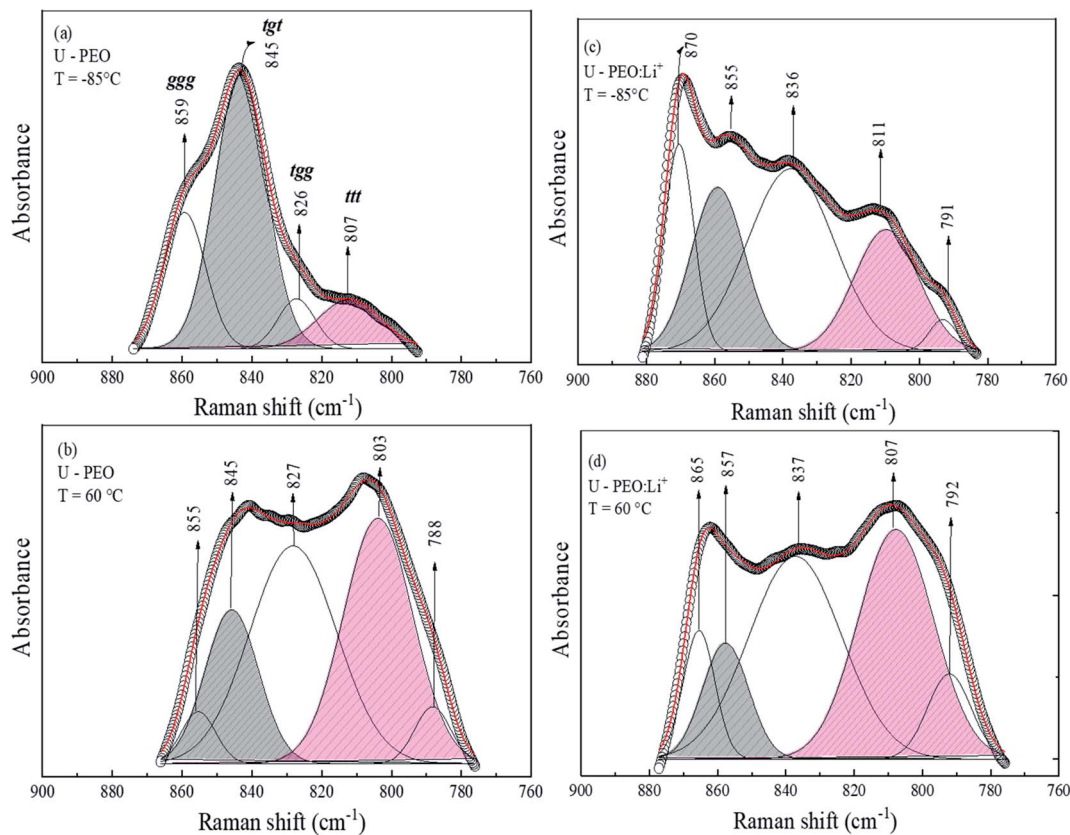 (a)
U - PEO
T = -85°C
ggg
859
tgt
845
tgg
826
ttt
807
Absorbance
900 880 860 840 820 800 780 760
Raman shift (cm-1)
(c)
U - PEO:Li+
T = -85°C
870
855
836
811
791
Absorbance
900 880 860 840 820 800 780 760
Raman shift (cm-1)
(b)
U - PEO
T = 60 °C
855
845
827
803
788
Absorbance
900 880 860 840 820 800 780 760
Raman shift (cm-1)
(d)
U - PEO:Li+
T = 60 °C
865
857
837
807
792
Absorbance
900 880 860 840 820 800 780 760
Raman shift (cm-1)